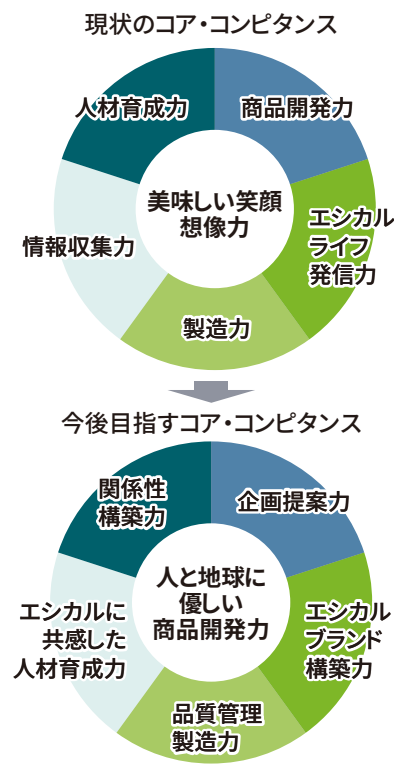 現状のコア・コンピタンス
人材育成力
商品開発力
美味しい笑顔
想像力
エシカル
ライフ
発信力
情報収集力
製造力
今後目指すコア・コンピタンス
関係性
構築力
企画提案力
人と地球に
優しい
商品開発力
エシカルに
共感した
人材育成力
エシカル
ブランド
構築力
品質管理
製造力